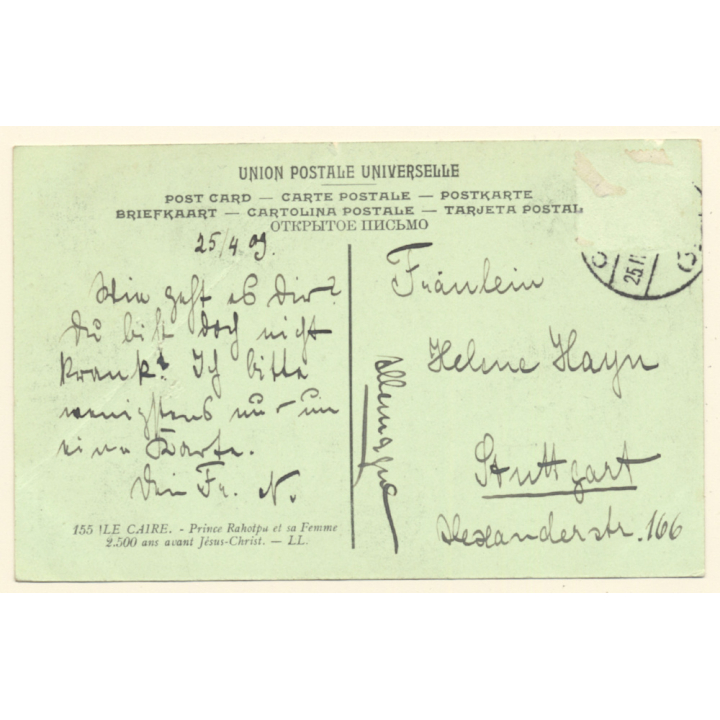 UNION POSTALE UNIVERSELLE
POST CARD — CARTE POSTALE — POSTKARTE
BRIEFKAART — CARTOLINA POSTALE — TARJETA POSTAL
ОТКРЫТОЕ ПИСЬМО
25/4.09.
Wie geht es Dir?
Du bist doch nicht
krank? Ich bitte
wenigstens nur um
eine Karte.
Dein Fr. N.
155 LE CAIRE. - Prince Rahotpu et sa Femme
2.500 ans avant Jésus-Christ. — LL.
Allemagne
Fräulein
Helene Hayn
Stuttgart
Alexanderstr. 166
25.II